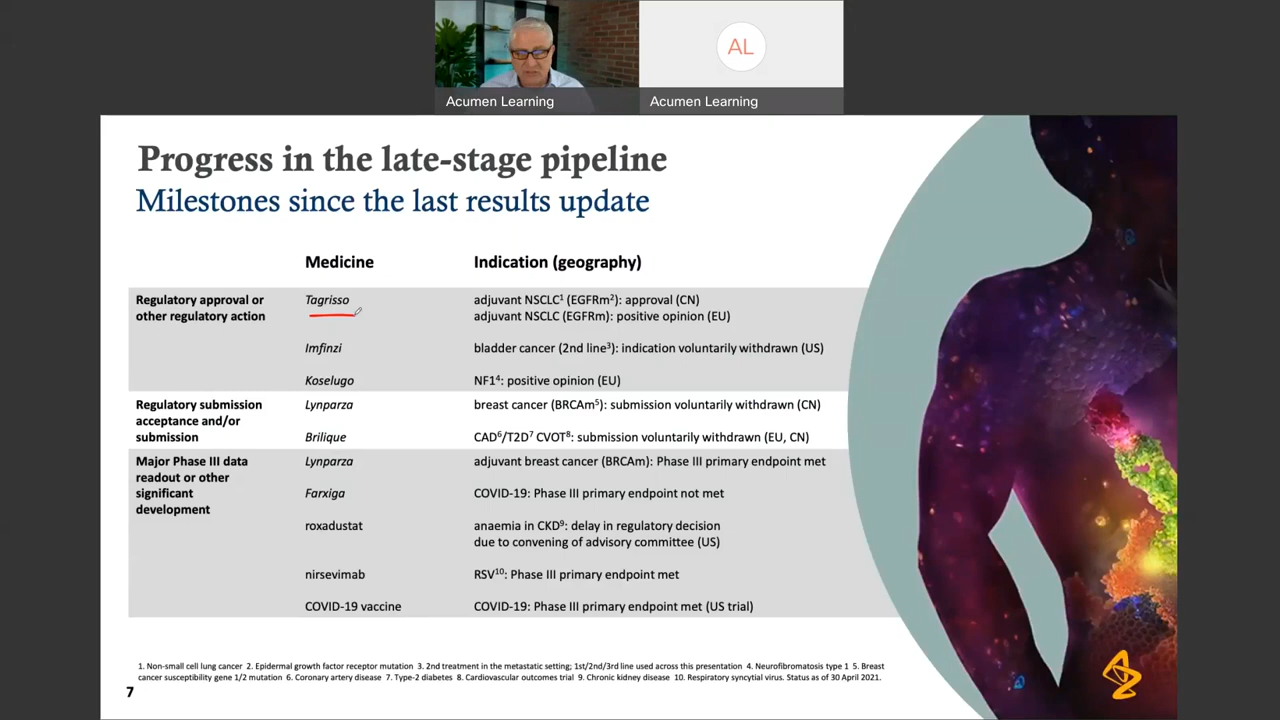 AL
Acumen Learning
Acumen Learning
Progress in the late-stage pipeline
Milestones since the last results update
Medicine
Indication (geography)
Regulatory approval or
other regulatory action
Tagrisso
adjuvant NSCLC¹ (EGFRm²): approval (CN)
adjuvant NSCLC (EGFRm): positive opinion (EU)
Imfinzi
bladder cancer (2nd line³): indication voluntarily withdrawn (US)
Koselugo
NF1⁴: positive opinion (EU)
Regulatory submission
acceptance and/or
submission
Lynparza
breast cancer (BRCAm⁵): submission voluntarily withdrawn (CN)
Brilique
CAD⁶/T2D⁷ CVOT⁸: submission voluntarily withdrawn (EU, CN)
Major Phase III data
readout or other
significant
development
Lynparza
adjuvant breast cancer (BRCAm): Phase III primary endpoint met
Farxiga
COVID-19: Phase III primary endpoint not met
roxadustat
anaemia in CKD⁹: delay in regulatory decision
due to convening of advisory committee (US)
nirsevimab
RSV¹⁰: Phase III primary endpoint met
COVID-19 vaccine
COVID-19: Phase III primary endpoint met (US trial)
1. Non-small cell lung cancer 2. Epidermal growth factor receptor mutation 3. 2nd treatment in the metastatic setting; 1st/2nd/3rd line used across this presentation 4. Neurofibromatosis type 1 5. Breast
cancer susceptibility gene 1/2 mutation 6. Coronary artery disease 7. Type-2 diabetes 8. Cardiovascular outcomes trial 9. Chronic kidney disease 10. Respiratory syncytial virus. Status as of 30 April 2021.
7